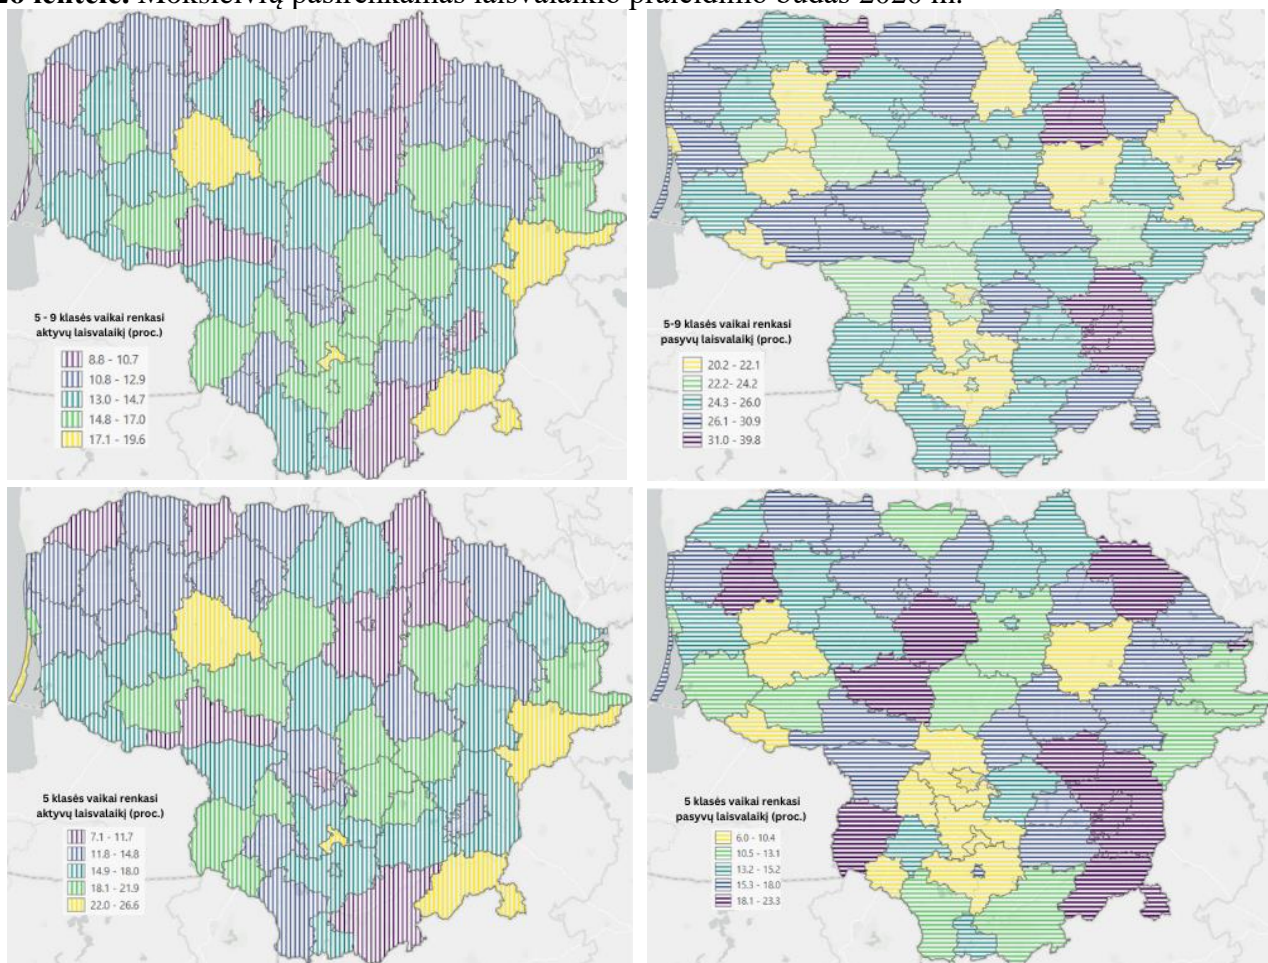 20 lentelė. Moksleivių pasirenkamas laisvalaikio praleidimo būdas 2020 m.
5 - 9 klasės vaikai renkasi
aktyvų laisvalaikį (proc.)
8.8 - 10.7
10.8 - 12.9
13.0 - 14.7
14.8 - 17.0
17.1 - 19.6
5-9 klasės vaikai renkasi
pasyvų laisvalaikį (proc.)
20.2 - 22.1
22.2- 24.2
24.3 - 26.0
26.1 - 30.9
31.0 - 39.8
5 klasės vaikai renkasi
aktyvų laisvalaikį (proc.)
7.1 - 11.7
11.8 - 14.8
14.9 - 18.0
18.1 - 21.9
22.0 - 26.6
5 klasės vaikai renkasi
pasyvų laisvalaikį (proc.)
6.0 - 10.4
10.5 - 13.1
13.2 - 15.2
15.3 - 18.0
18.1 - 23.3